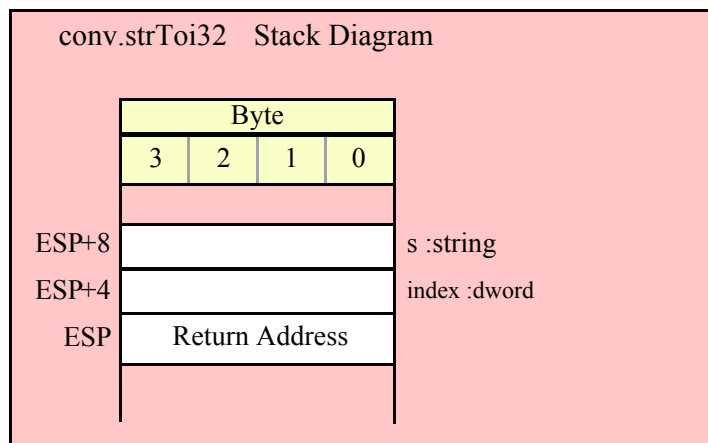 conv.strToi32 Stack Diagram
Byte
3 2 1 0
ESP+8 s :string
ESP+4 index :dword
ESP Return Address